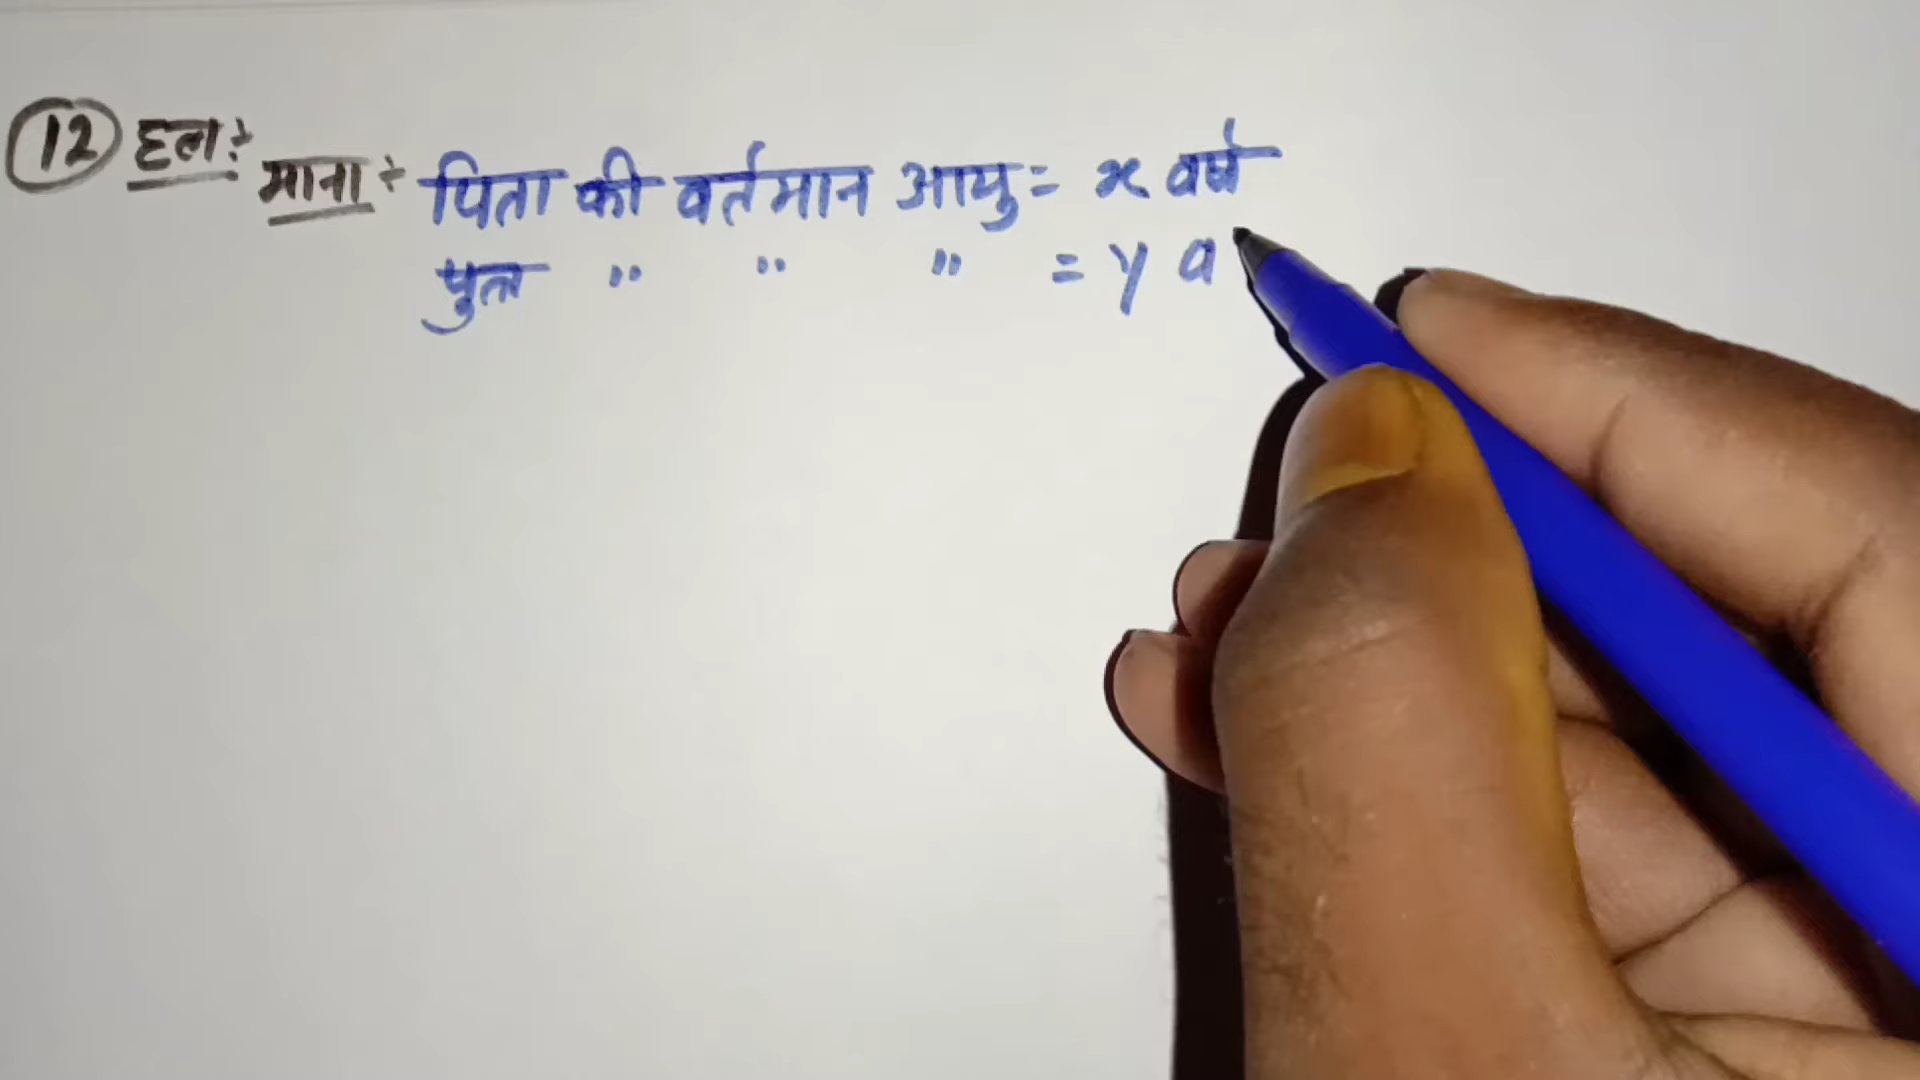 12 हल :-
माना :- पिता की वर्तमान आयु = x वर्ष
पुत्र " " " = y व